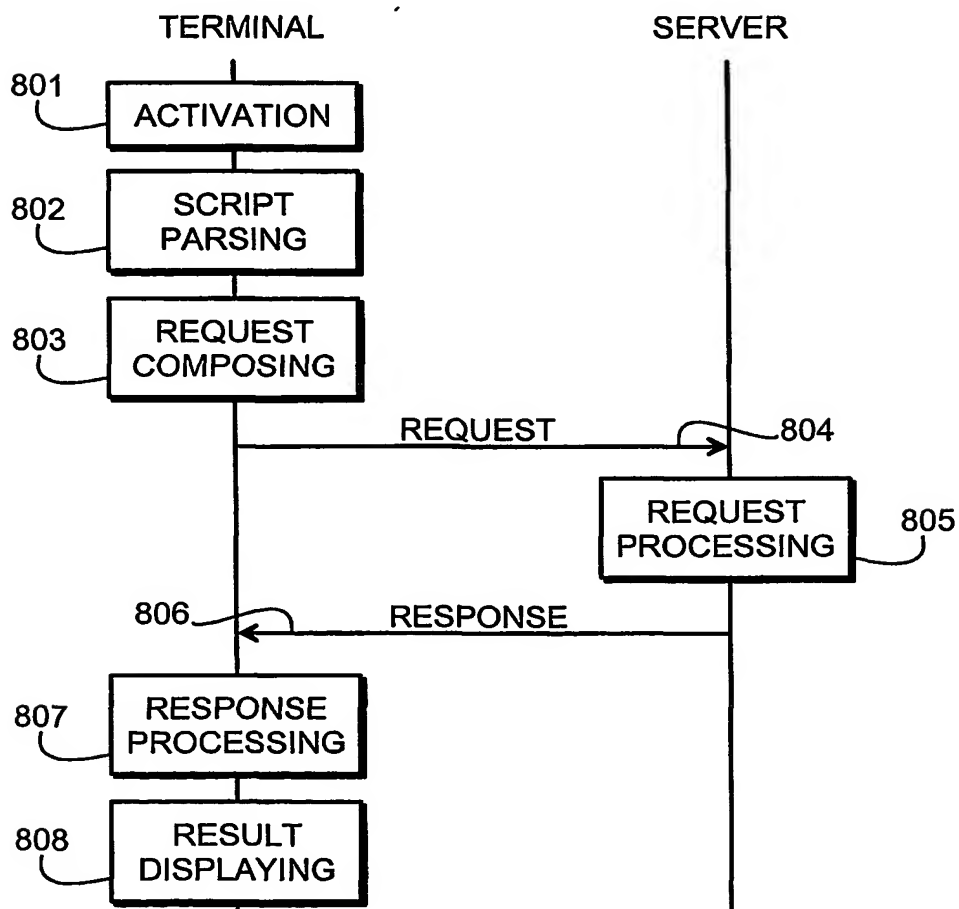 TERMINAL
SERVER
801
ACTIVATION
802
SCRIPT
PARSING
803
REQUEST
COMPOSING
REQUEST
804
REQUEST
PROCESSING
805
806
RESPONSE
807
RESPONSE
PROCESSING
808
RESULT
DISPLAYING